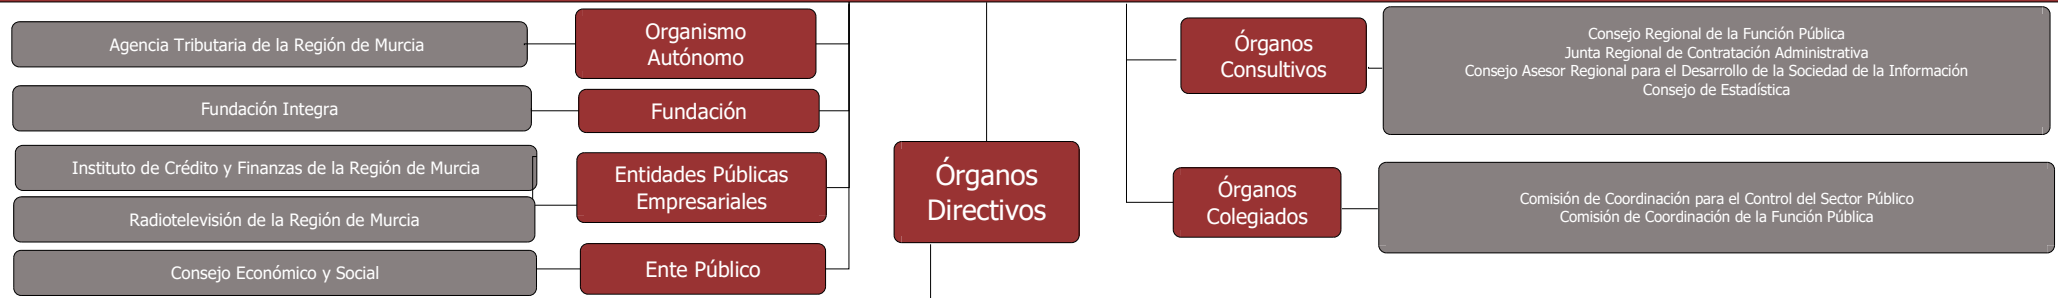 Agencia Tributaria de la Región de Murcia
Organismo
Autónomo
Fundación Integra
Fundación
Instituto de Crédito y Finanzas de la Región de Murcia
Radiotelevisión de la Región de Murcia
Entidades Públicas
Empresariales
Consejo Económico y Social
Ente Público
Órganos
Directivos
Órganos
Consultivos
Consejo Regional de la Función Pública
Junta Regional de Contratación Administrativa
Consejo Asesor Regional para el Desarrollo de la Sociedad de la Información
Consejo de Estadística
Órganos
Colegiados
Comisión de Coordinación para el Control del Sector Público
Comisión de Coordinación de la Función Pública